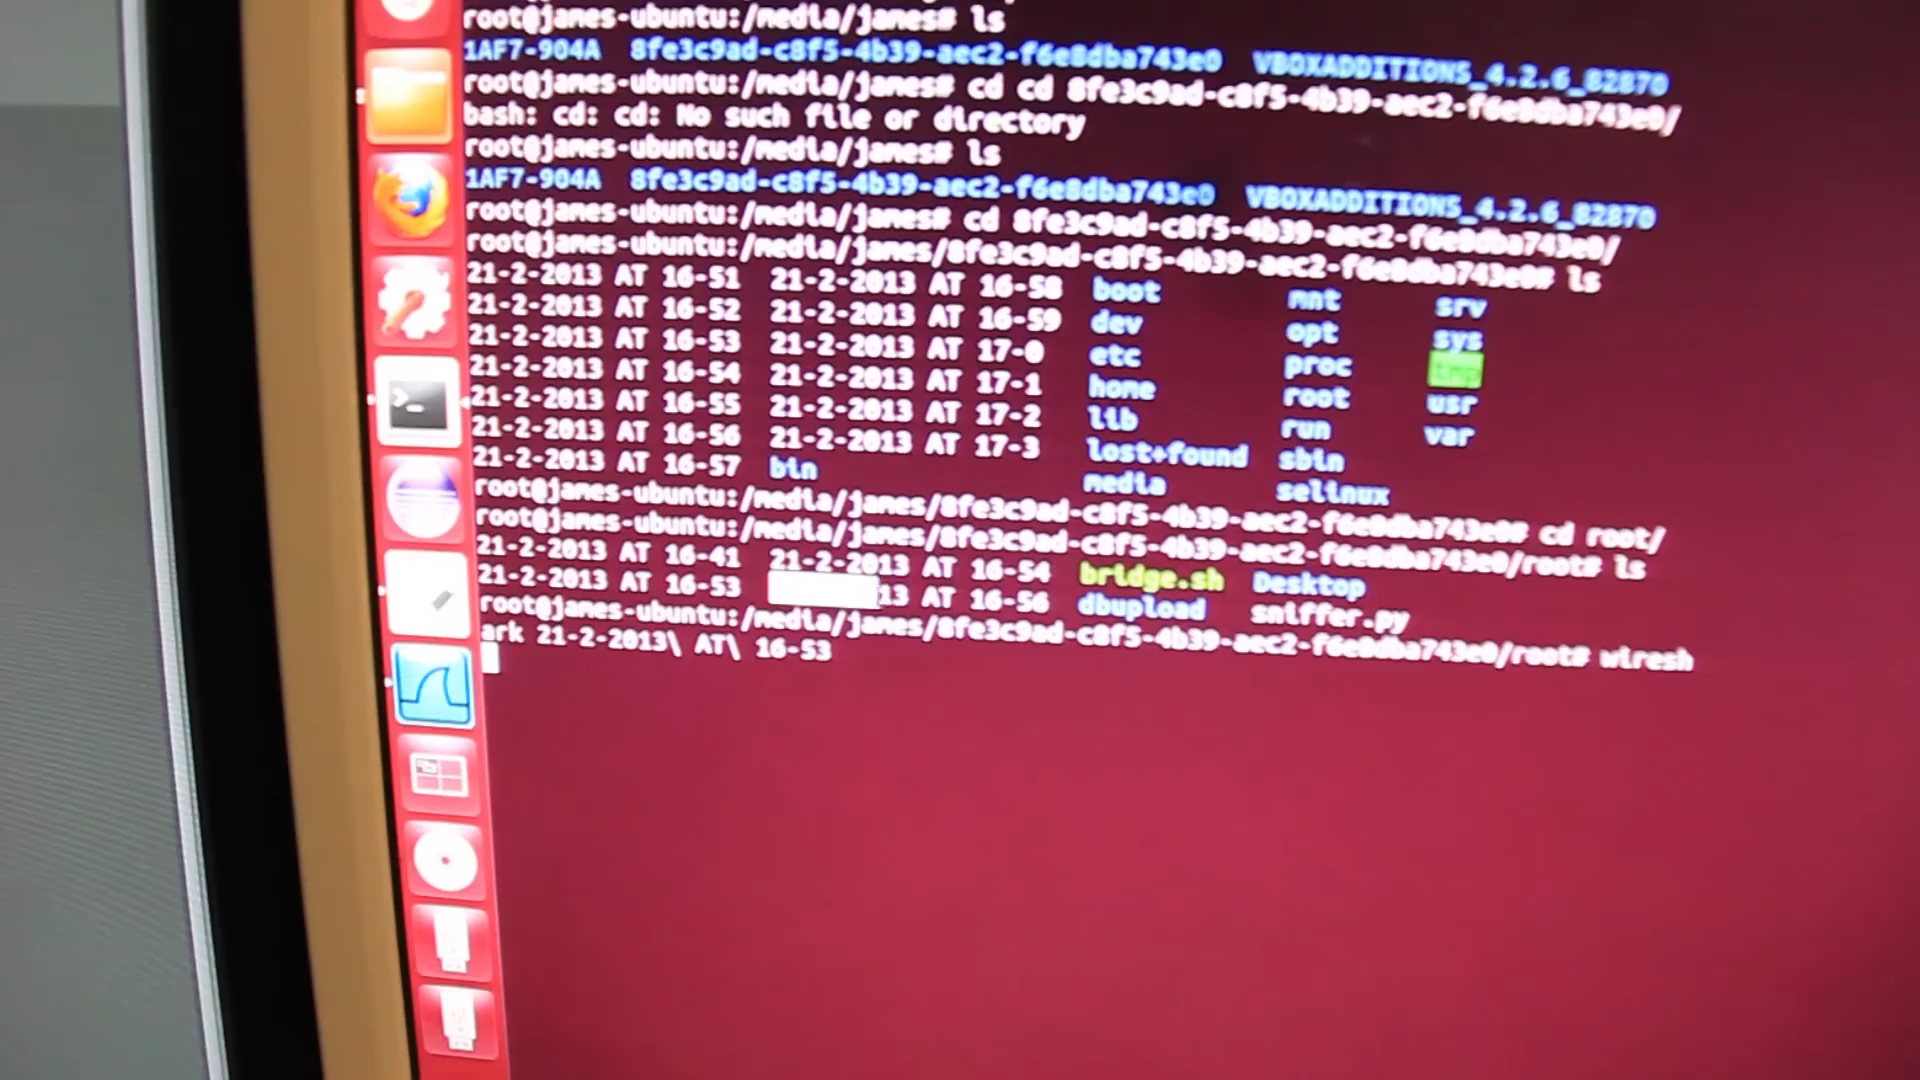 root@james-ubuntu:/media/james# ls
1AF7-904A 8fe3c9ad-c8f5-4b39-aec2-f6e8dba743e0 VBOXADDITIONS_4.2.6_82870
root@james-ubuntu:/media/james# cd cd 8fe3c9ad-c8f5-4b39-aec2-f6e8dba743e0/
bash: cd: cd: No such file or directory
root@james-ubuntu:/media/james# ls
1AF7-904A 8fe3c9ad-c8f5-4b39-aec2-f6e8dba743e0 VBOXADDITIONS_4.2.6_82870
root@james-ubuntu:/media/james# cd 8fe3c9ad-c8f5-4b39-aec2-f6e8dba743e0/
root@james-ubuntu:/media/james/8fe3c9ad-c8f5-4b39-aec2-f6e8dba743e0# ls
21-2-2013 AT 16-51 21-2-2013 AT 16-58 boot mnt srv
21-2-2013 AT 16-52 21-2-2013 AT 16-59 dev opt sys
21-2-2013 AT 16-53 21-2-2013 AT 17-0 etc proc tmp
21-2-2013 AT 16-54 21-2-2013 AT 17-1 home root usr
21-2-2013 AT 16-55 21-2-2013 AT 17-2 lib run var
21-2-2013 AT 16-56 21-2-2013 AT 17-3 lost+found sbin
21-2-2013 AT 16-57 bin media selinux
root@james-ubuntu:/media/james/8fe3c9ad-c8f5-4b39-aec2-f6e8dba743e0# cd root/
root@james-ubuntu:/media/james/8fe3c9ad-c8f5-4b39-aec2-f6e8dba743e0/root# ls
21-2-2013 AT 16-41 21-2-2013 AT 16-54 bridge.sh Desktop
21-2-2013 AT 16-53 13 AT 16-56 dbupload sniffer.py
root@james-ubuntu:/media/james/8fe3c9ad-c8f5-4b39-aec2-f6e8dba743e0/root# wiresh
ark 21-2-2013\ AT\ 16-53